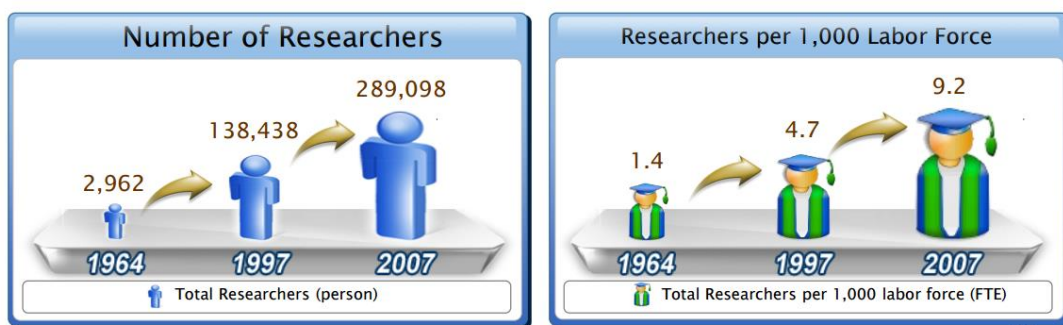 Number of Researchers
289,098
138,438
2,962
1964 1997 2007
Total Researchers (person)
Researchers per 1,000 Labor Force
9.2
4.7
1.4
1964 1997 2007
Total Researchers per 1,000 labor force (FTE)